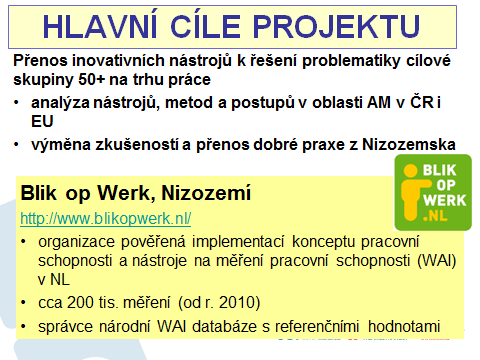 HLAVNÍ CÍLE PROJEKTU
Přenos inovativních nástrojů k řešení problematiky cílové
skupiny 50+ na trhu práce
• analýza nástrojů, metod a postupů v oblasti AM v ČR i
EU
• výměna zkušeností a přenos dobré praxe z Nizozemska
Blik op Werk, Nizozemí
http://www.blikopwerk.nl/
• organizace pověřená implementací konceptu pracovní
schopnosti a nástroje na měření pracovní schopnosti (WAI)
v NL
• cca 200 tis. měření (od r. 2010)
• správce národní WAI databáze s referenčními hodnotami
BLIK
OP
WERK
.NL